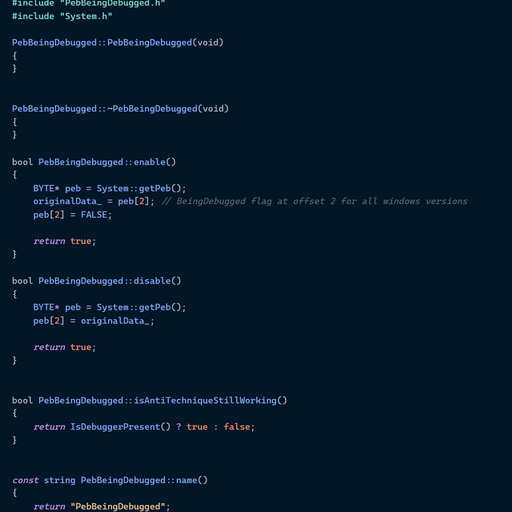 #include "PebBeingDebugged.h"
#include "System.h"
PebBeingDebugged::PebBeingDebugged(void)
{
}
PebBeingDebugged::~PebBeingDebugged(void)
{
}
bool PebBeingDebugged::enable()
{
BYTE* peb = System::getPeb();
originalData_ = peb[2]; // BeingDebugged flag at offset 2 for all windows versions
peb[2] = FALSE;
return true;
}
bool PebBeingDebugged::disable()
{
BYTE* peb = System::getPeb();
peb[2] = originalData_;
return true;
}
bool PebBeingDebugged::isAntiTechniqueStillWorking()
{
return IsDebuggerPresent() ? true : false;
}
const string PebBeingDebugged::name()
{
return "PebBeingDebugged";